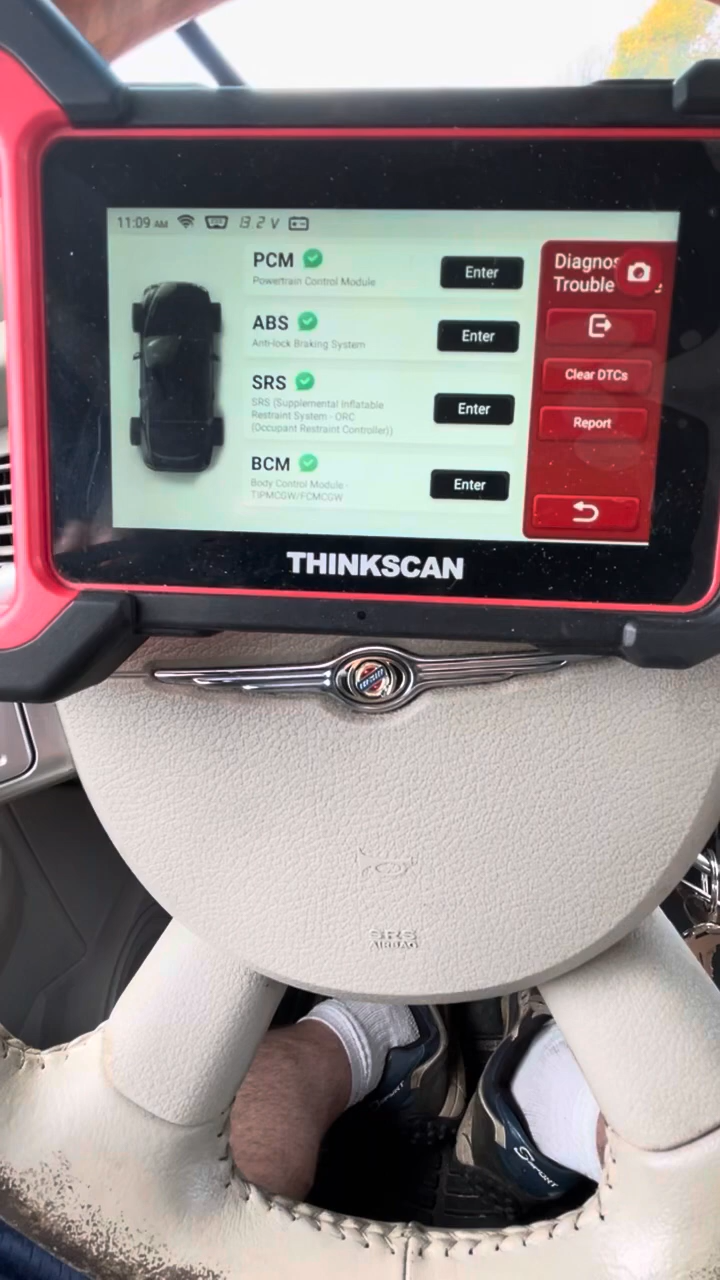 11:09 AM 13.2 V
PCM
Powertrain Control Module
Enter
ABS
Anti-lock Braking System
Enter
SRS
SRS (Supplemental Inflatable
Restraint System - ORC
(Occupant Restraint Controller))
Enter
BCM
Body Control Module -
TIPMCGW/FCMCGW
Enter
Diagnos
Trouble
Clear DTCs
Report
THINKSCAN
SRS
AIRBAG